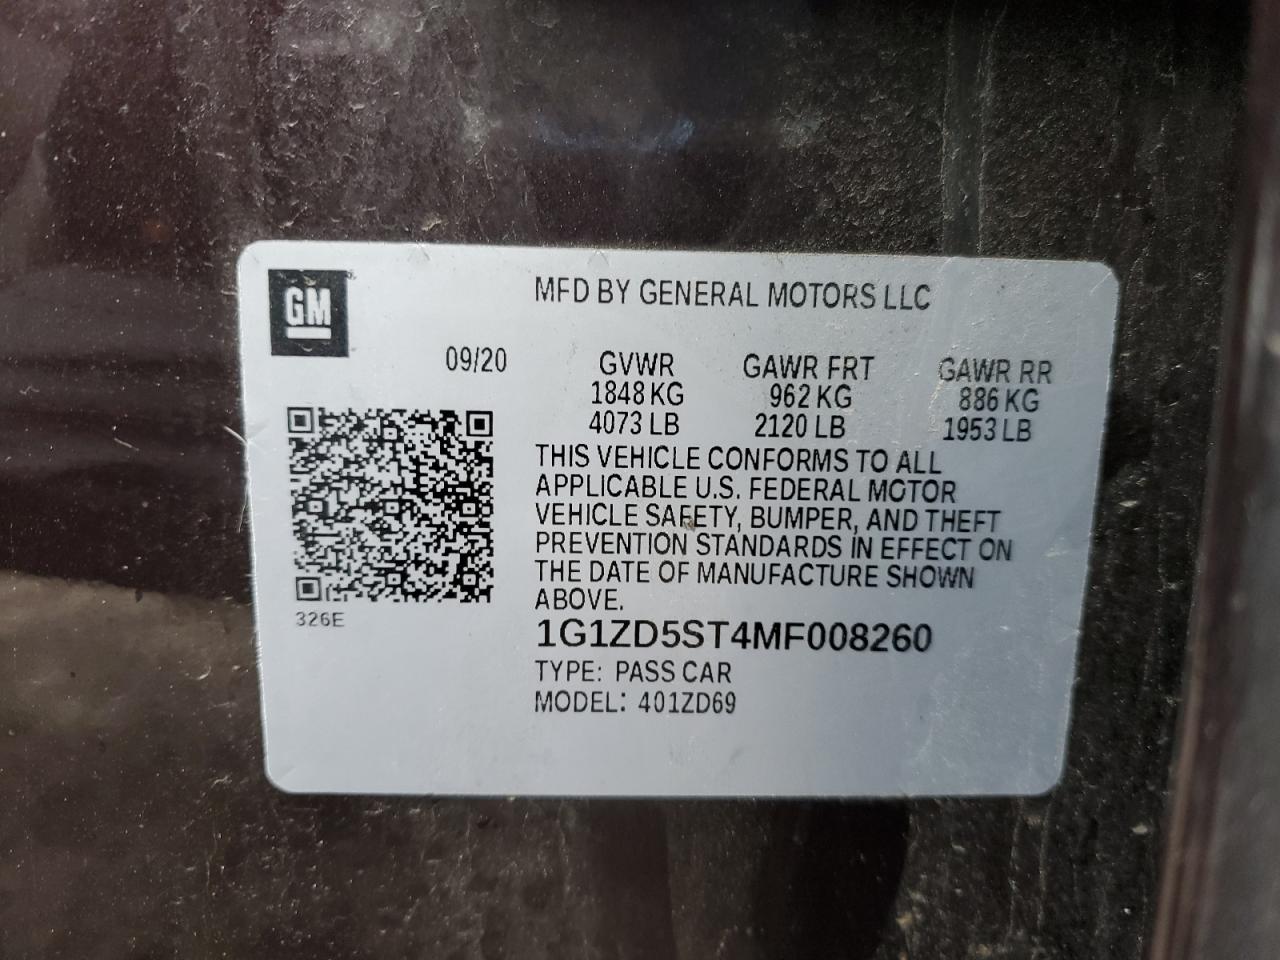 GM
MFD BY GENERAL MOTORS LLC
09/20 GVWR GAWR FRT GAWR RR
1848 KG 962 KG 886 KG
4073 LB 2120 LB 1953 LB
THIS VEHICLE CONFORMS TO ALL
APPLICABLE U.S. FEDERAL MOTOR
VEHICLE SAFETY, BUMPER, AND THEFT
PREVENTION STANDARDS IN EFFECT ON
THE DATE OF MANUFACTURE SHOWN
ABOVE.
326E
1G1ZD5ST4MF008260
TYPE: PASS CAR
MODEL: 401ZD69